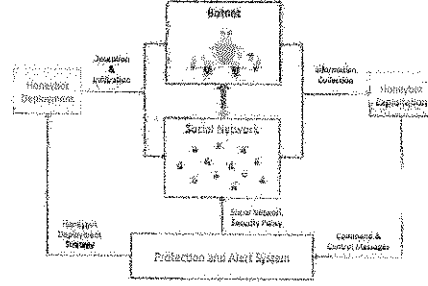 Botnet
Deception
&
Infiltration
Information
Collection
Honeybot
Deployment
Honeybot
Exploitation
Social Network
Honeybot
Deployment
Strategy
Social Network
Security Policy
Command &
Control Messages
Protection and Alert System